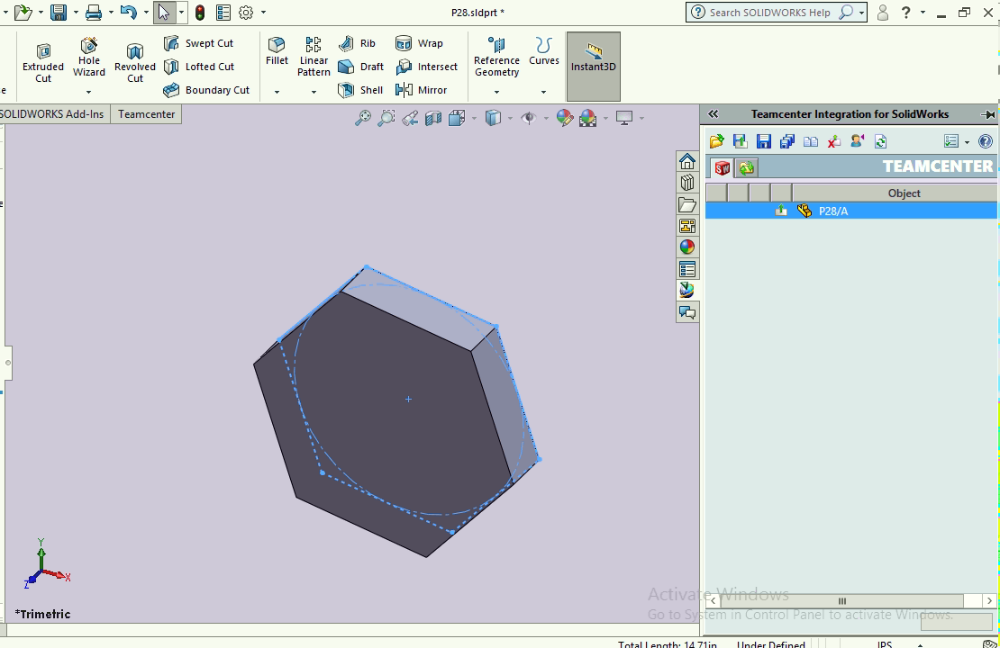 P28.sldprt *
Search SOLIDWORKS Help
?
Extruded Cut
Hole Wizard
Revolved Cut
Swept Cut
Lofted Cut
Boundary Cut
Fillet
Linear Pattern
Rib
Draft
Shell
Wrap
Intersect
Mirror
Reference Geometry
Curves
Instant3D
SOLIDWORKS Add-Ins
Teamcenter
Teamcenter Integration for SolidWorks
TEAMCENTER
Object
P28/A
Y
X
Z
*Trimetric
Activate Windows
Go to System in Control Panel to activate Windows.
Total Length: 14.71in
Under Defined
IPS